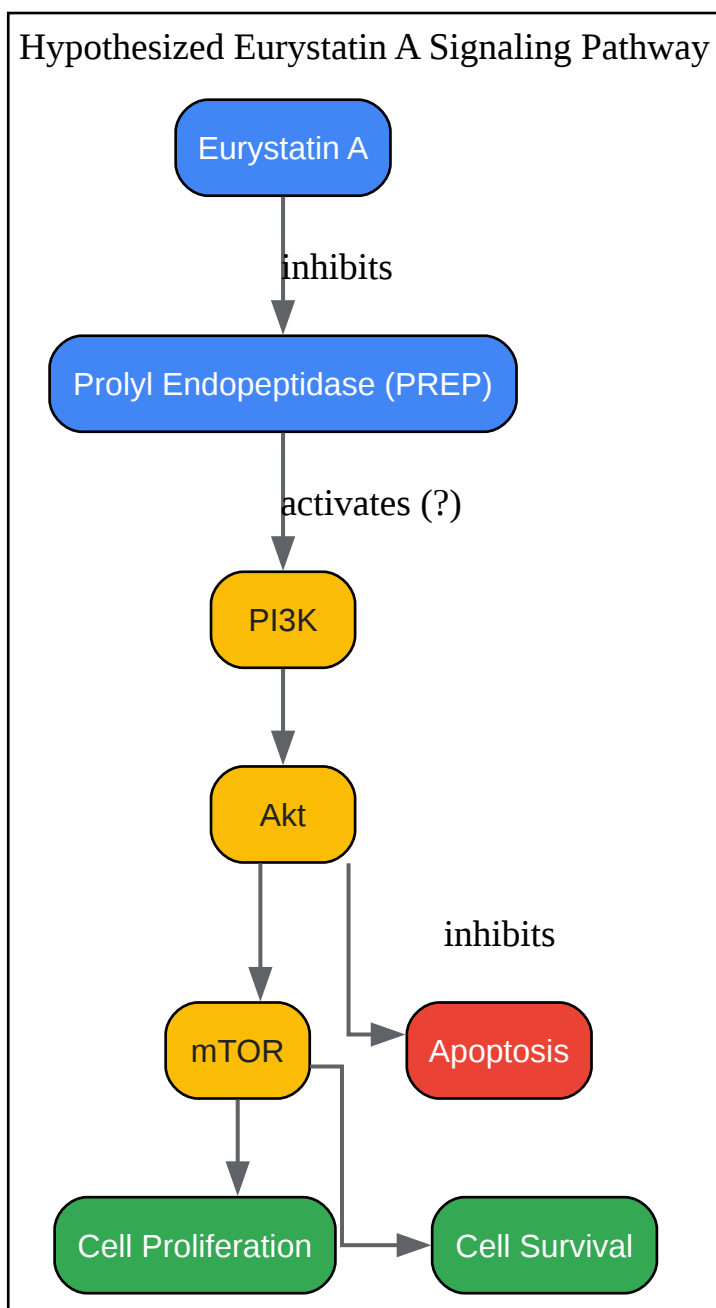 Hypothesized Eurystatin A Signaling Pathway
Eurystatin A
inhibits
Prolyl Endopeptidase (PREP)
activates (?)
PI3K
Akt
inhibits
mTOR
Apoptosis
Cell Proliferation
Cell Survival